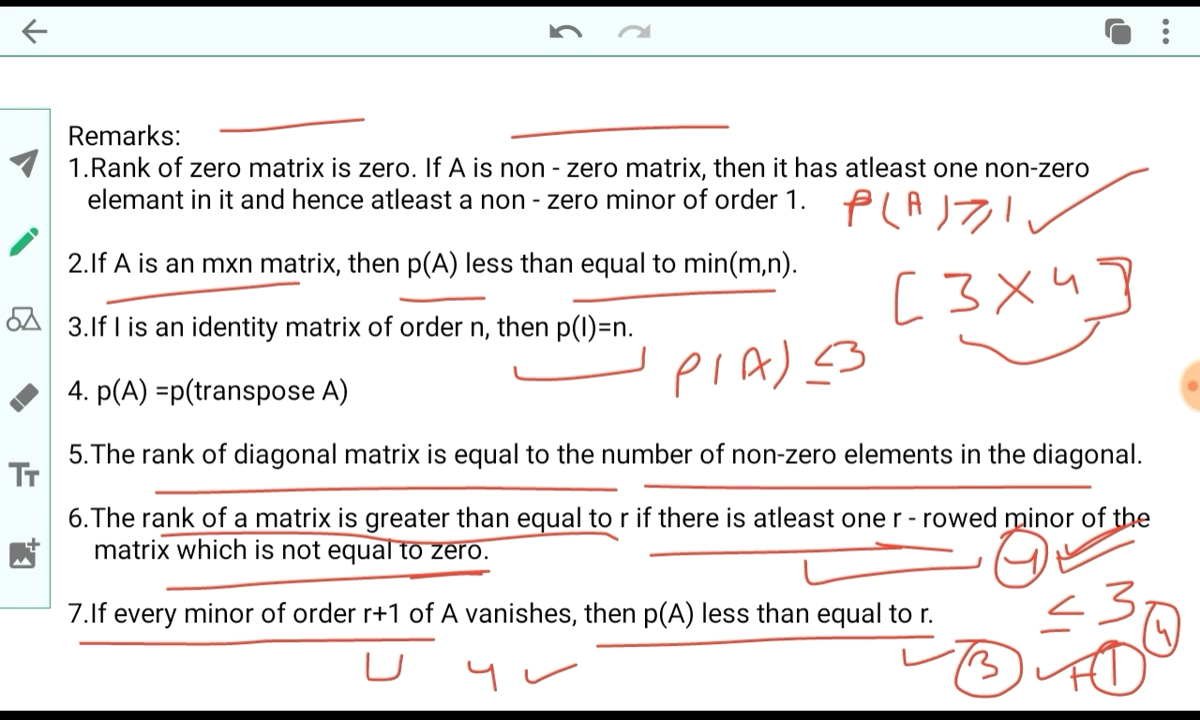 Remarks:
1.Rank of zero matrix is zero. If A is non - zero matrix, then it has atleast one non-zero
elemant in it and hence atleast a non - zero minor of order 1.
P(A)⩾1
2.If A is an mxn matrix, then p(A) less than equal to min(m,n).
[3×4]
3.If I is an identity matrix of order n, then p(I)=n.
P(A)≤3
4. p(A) =p(transpose A)
5.The rank of diagonal matrix is equal to the number of non-zero elements in the diagonal.
6.The rank of a matrix is greater than equal to r if there is atleast one r - rowed minor of the
matrix which is not equal to zero.
4
≤3
7.If every minor of order r+1 of A vanishes, then p(A) less than equal to r.
4
4
3 +1
TT